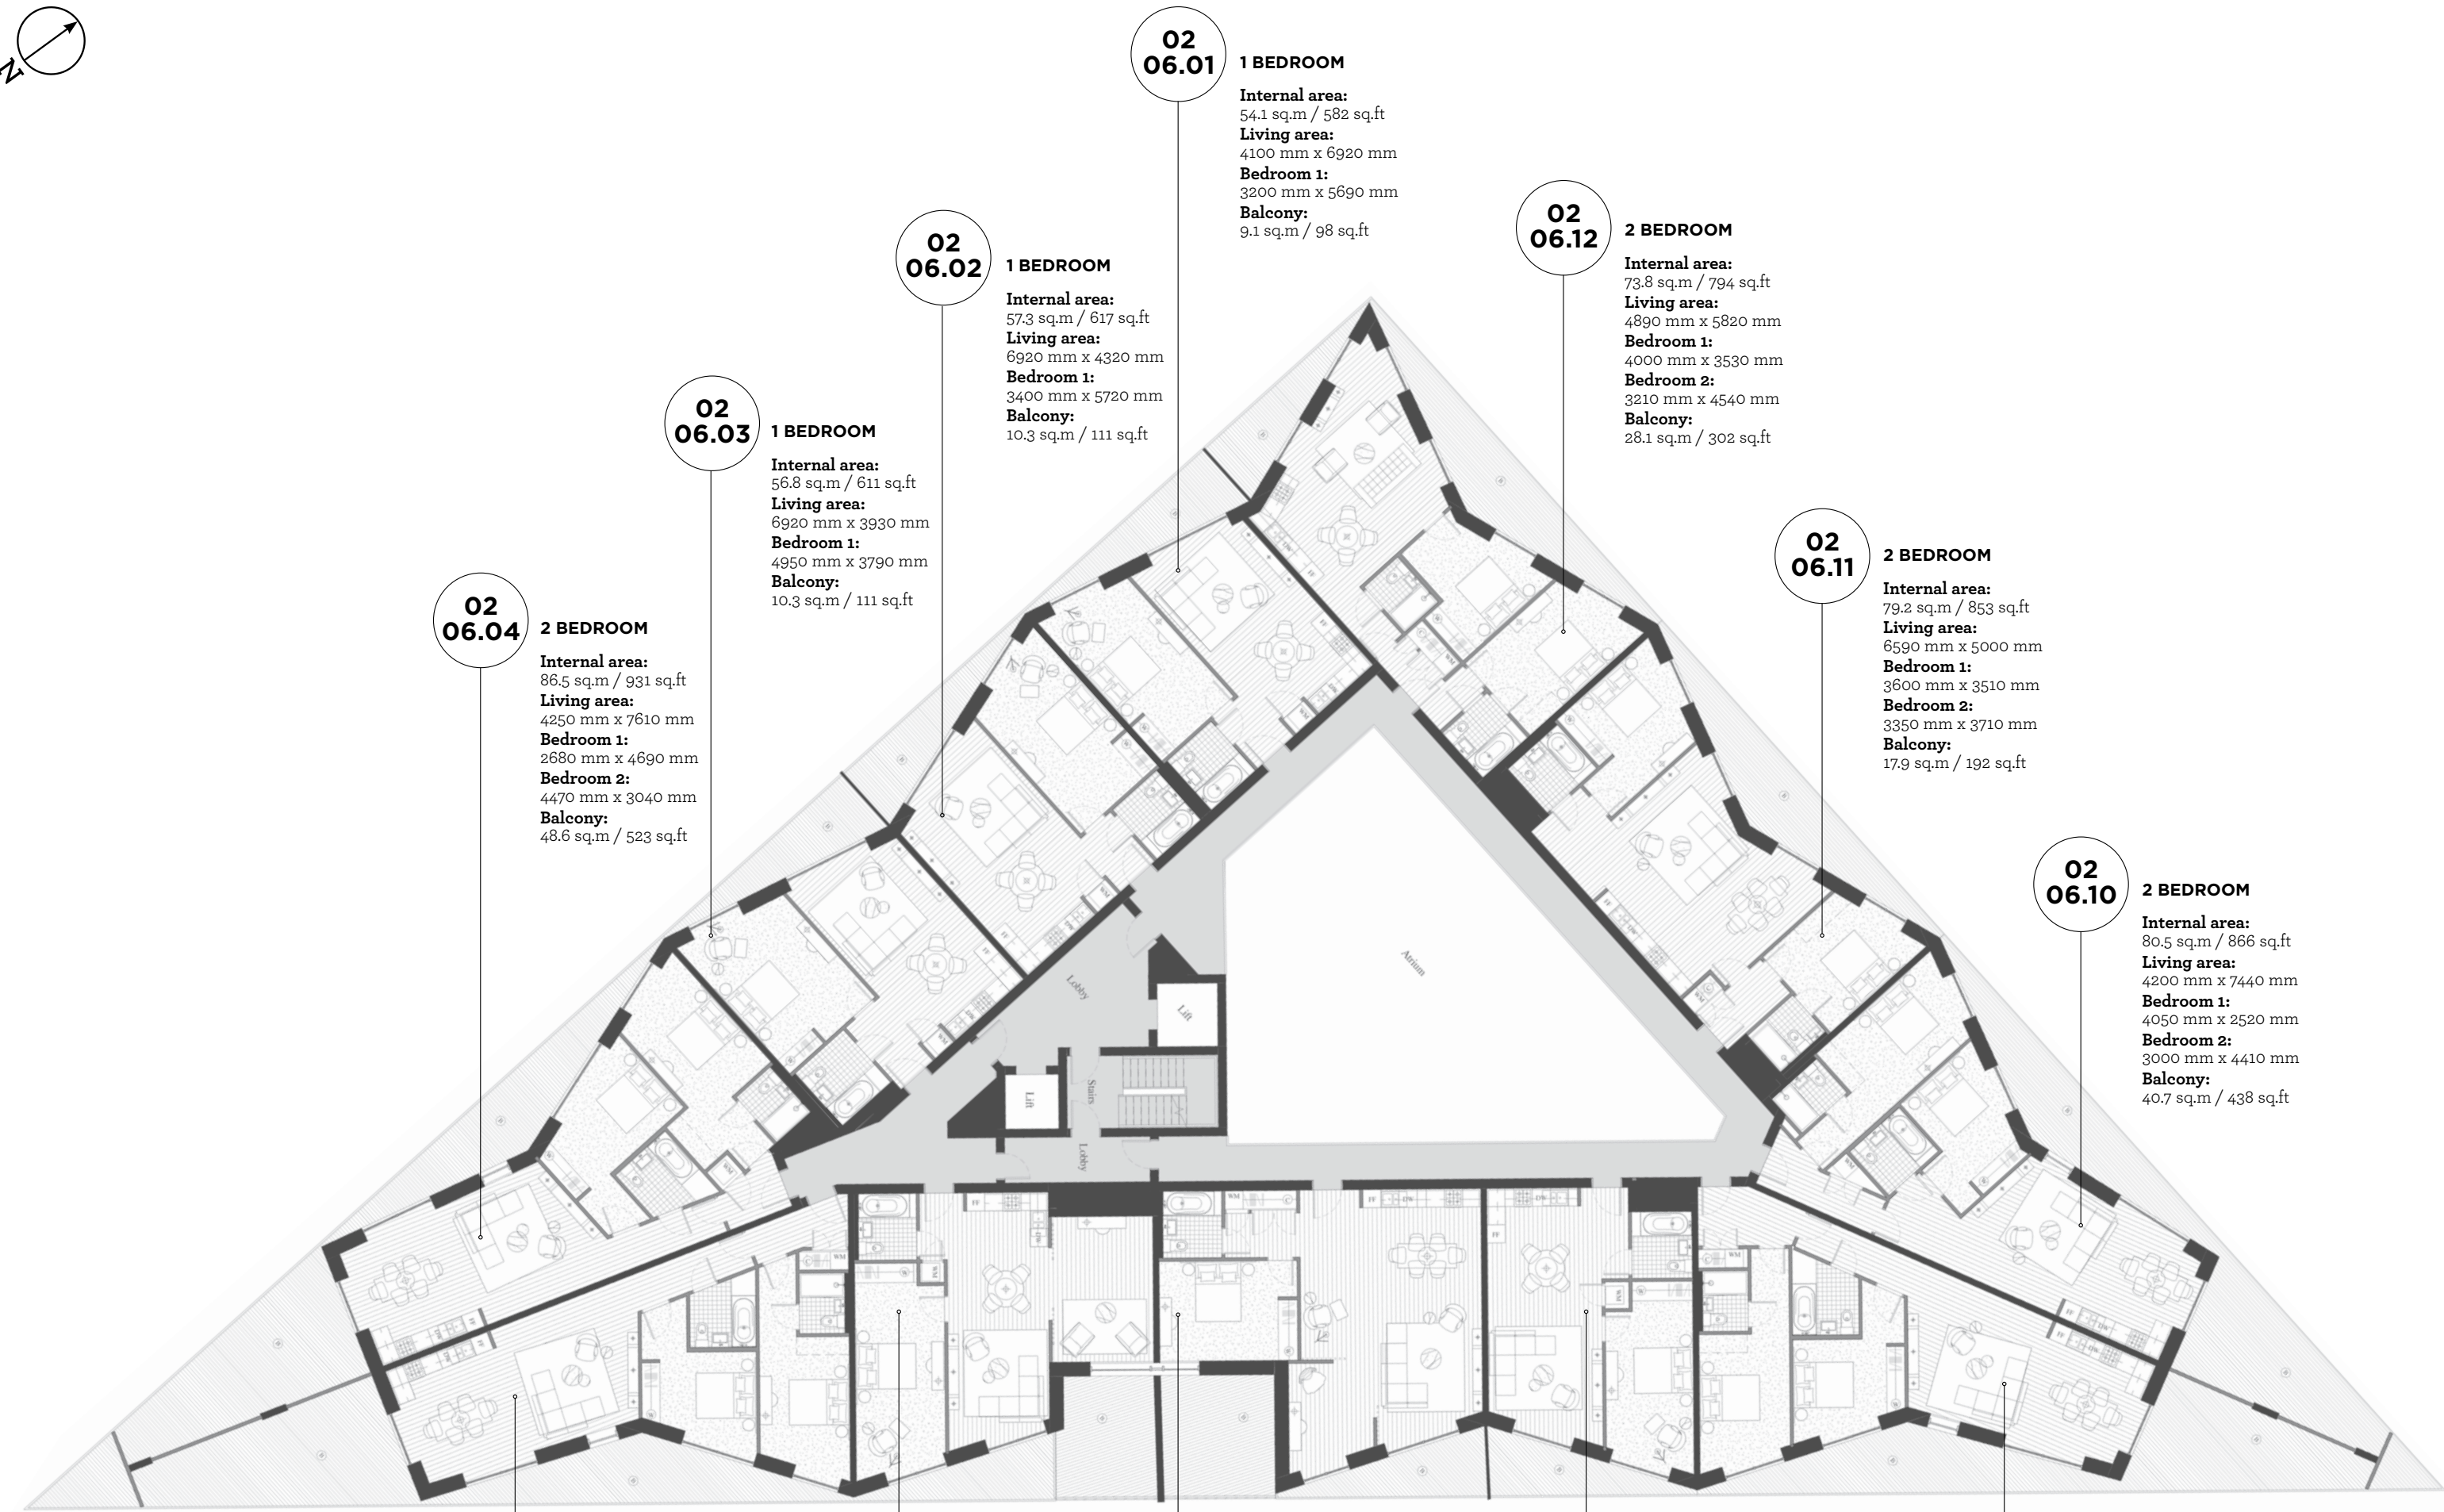 N
02
06.01
1 BEDROOM
Internal area:
54.1 sq.m / 582 sq.ft
Living area:
4100 mm x 6920 mm
Bedroom 1:
3200 mm x 5690 mm
Balcony:
9.1 sq.m / 98 sq.ft
02
06.12
2 BEDROOM
Internal area:
73.8 sq.m / 794 sq.ft
Living area:
4890 mm x 5820 mm
Bedroom 1:
4000 mm x 3530 mm
Bedroom 2:
3210 mm x 4540 mm
Balcony:
28.1 sq.m / 302 sq.ft
02
06.02
1 BEDROOM
Internal area:
57.3 sq.m / 617 sq.ft
Living area:
6920 mm x 4320 mm
Bedroom 1:
3400 mm x 5720 mm
Balcony:
10.3 sq.m / 111 sq.ft
02
06.03
1 BEDROOM
Internal area:
56.8 sq.m / 611 sq.ft
Living area:
6920 mm x 3930 mm
Bedroom 1:
4950 mm x 3790 mm
Balcony:
10.3 sq.m / 111 sq.ft
02
06.11
2 BEDROOM
Internal area:
79.2 sq.m / 853 sq.ft
Living area:
6590 mm x 5000 mm
Bedroom 1:
3600 mm x 3510 mm
Bedroom 2:
3350 mm x 3710 mm
Balcony:
17.9 sq.m / 192 sq.ft
02
06.04
2 BEDROOM
Internal area:
86.5 sq.m / 931 sq.ft
Living area:
4250 mm x 7610 mm
Bedroom 1:
2680 mm x 4690 mm
Bedroom 2:
4470 mm x 3040 mm
Balcony:
48.6 sq.m / 523 sq.ft
02
06.10
2 BEDROOM
Internal area:
80.5 sq.m / 866 sq.ft
Living area:
4200 mm x 7440 mm
Bedroom 1:
4050 mm x 2520 mm
Bedroom 2:
3000 mm x 4410 mm
Balcony:
40.7 sq.m / 438 sq.ft
Atrium
Lobby
Lift
Stairs
Lift
Lobby
FF
WM
FF
DW
FF
DW
FF
WM
WM
WM